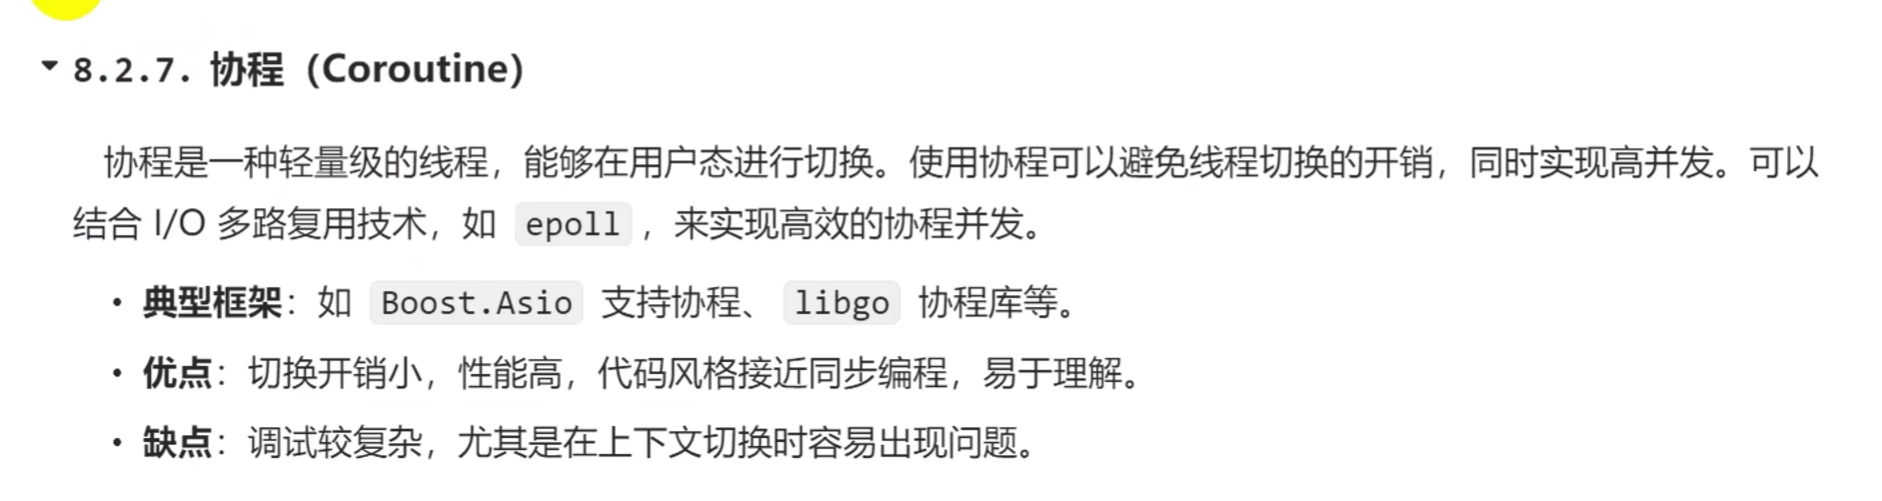 8.2.7. 协程（Coroutine）
协程是一种轻量级的线程，能够在用户态进行切换。使用协程可以避免线程切换的开销，同时实现高并发。可以
结合 I/O 多路复用技术，如 epoll ，来实现高效的协程并发。
• 典型框架：如 Boost.Asio 支持协程、 libgo 协程库等。
• 优点：切换开销小，性能高，代码风格接近同步编程，易于理解。
• 缺点：调试较复杂，尤其是在上下文切换时容易出现问题。